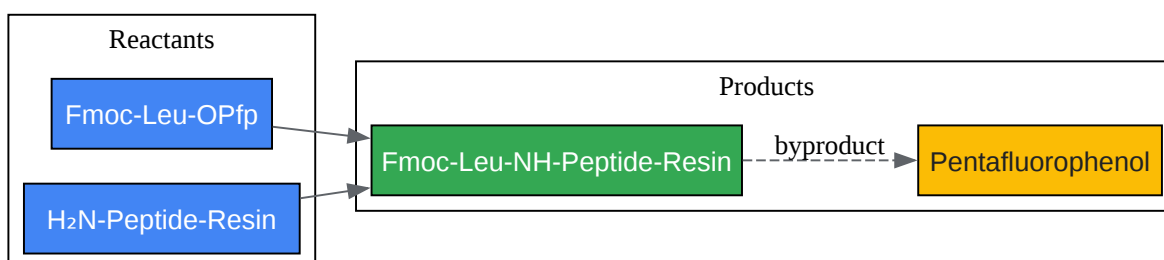 Reactants
Fmoc-Leu-OPfp
H₂N-Peptide-Resin
Products
Fmoc-Leu-NH-Peptide-Resin
byproduct
Pentafluorophenol